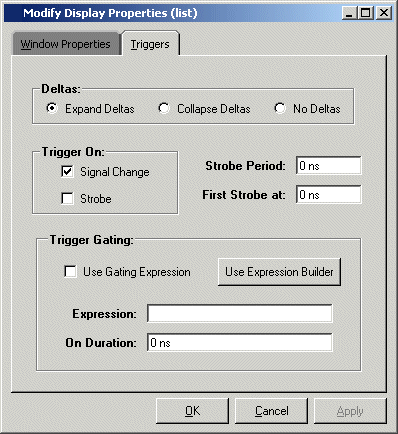 Modify Display Properties (list)
Window Properties Triggers
Deltas:
Expand Deltas Collapse Deltas No Deltas
Trigger On:
Signal Change
Strobe
Strobe Period: 0 ns
First Strobe at: 0 ns
Trigger Gating:
Use Gating Expression Use Expression Builder
Expression:
On Duration: 0 ns
OK Cancel Apply